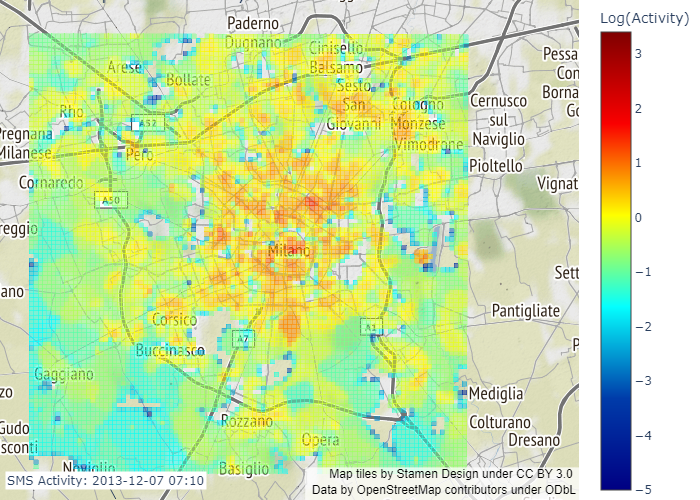 Log(Activity)
Paderno
Dugnano
Cinisello
Balsamo
Arese
Bollate
Sesto
San
Giovanni
Cologno
Monzese
Vimodrone
Pessa
Con
Borna
Cernusco
sul
Naviglio
Rho
A52
Pero
Pregnana
Milanese
Pioltello
Cornaredo
A50
Vignat
reggio
Milano
Sett
ano
Pantigliate
Corsico
A1
A7
Buccinasco
Gaggiano
zo
Mediglia
Rozzano
Colturano
Opera
Dresano
Gudo
sconti
Noviglio
Basiglio
SMS Activity: 2013-12-07 07:10
Map tiles by Stamen Design under CC BY 3.0
Data by OpenStreetMap contributors under ODbL
3
2
1
0
−1
−2
−3
−4
−5